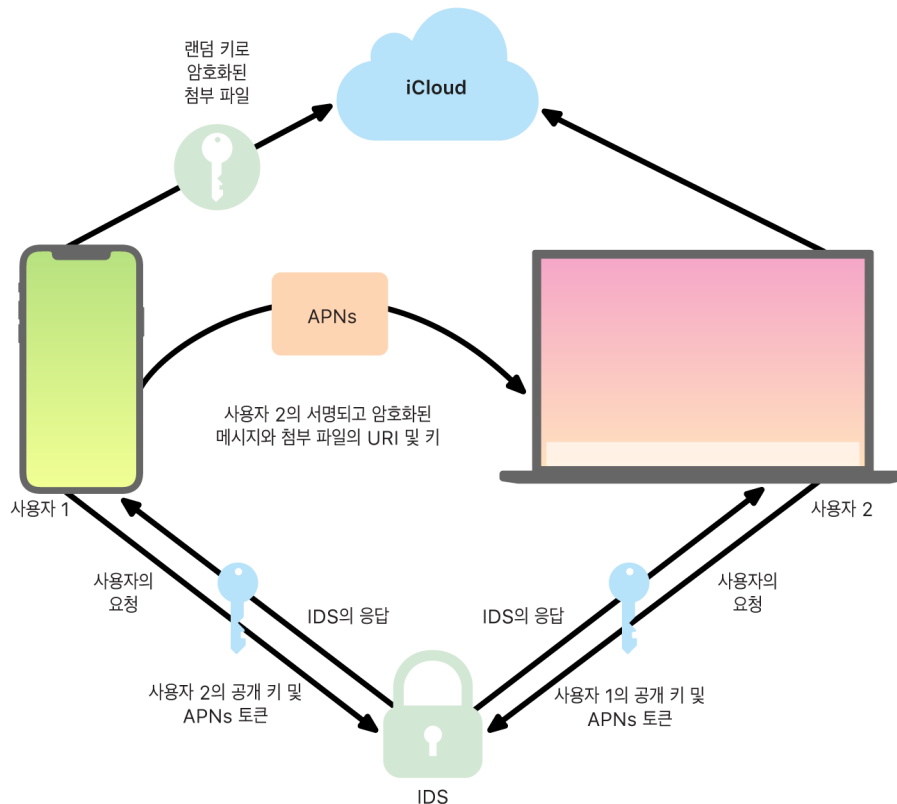 랜덤 키로
암호화된
첨부 파일
iCloud
APNs
사용자 2의 서명되고 암호화된
메시지와 첨부 파일의 URI 및 키
사용자 1
사용자 2
사용자의
요청
IDS의 응답
IDS의 응답
사용자의
요청
사용자 2의 공개 키 및
APNs 토큰
사용자 1의 공개 키 및
APNs 토큰
IDS